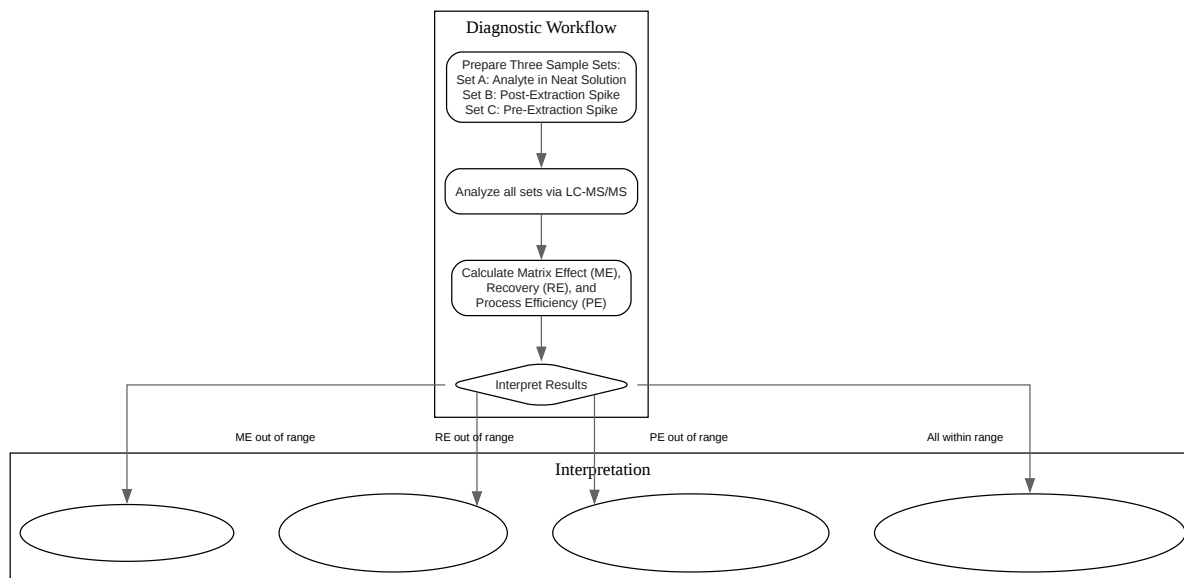 Diagnostic Workflow
Prepare Three Sample Sets:
Set A: Analyte in Neat Solution
Set B: Post-Extraction Spike
Set C: Pre-Extraction Spike
Analyze all sets via LC-MS/MS
Calculate Matrix Effect (ME),
Recovery (RE), and
Process Efficiency (PE)
Interpret Results
ME out of range
RE out of range
PE out of range
All within range
Interpretation